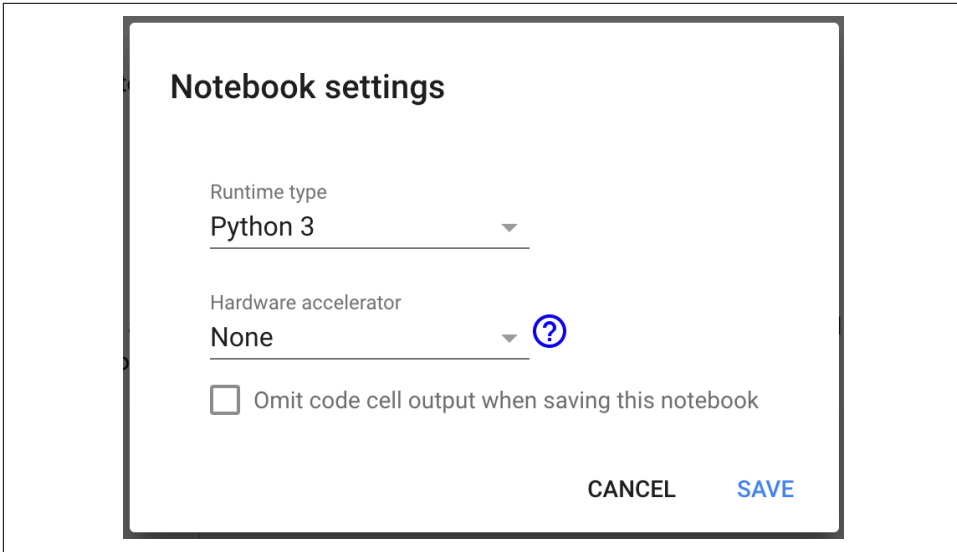 Notebook settings
Runtime type
Python 3
Hardware accelerator
None
?
Omit code cell output when saving this notebook
CANCEL SAVE